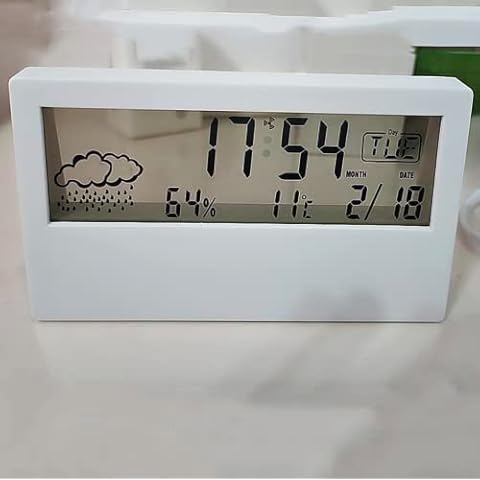 17:54 Day TUE
MONTH DATE
64% 11°C 2/18